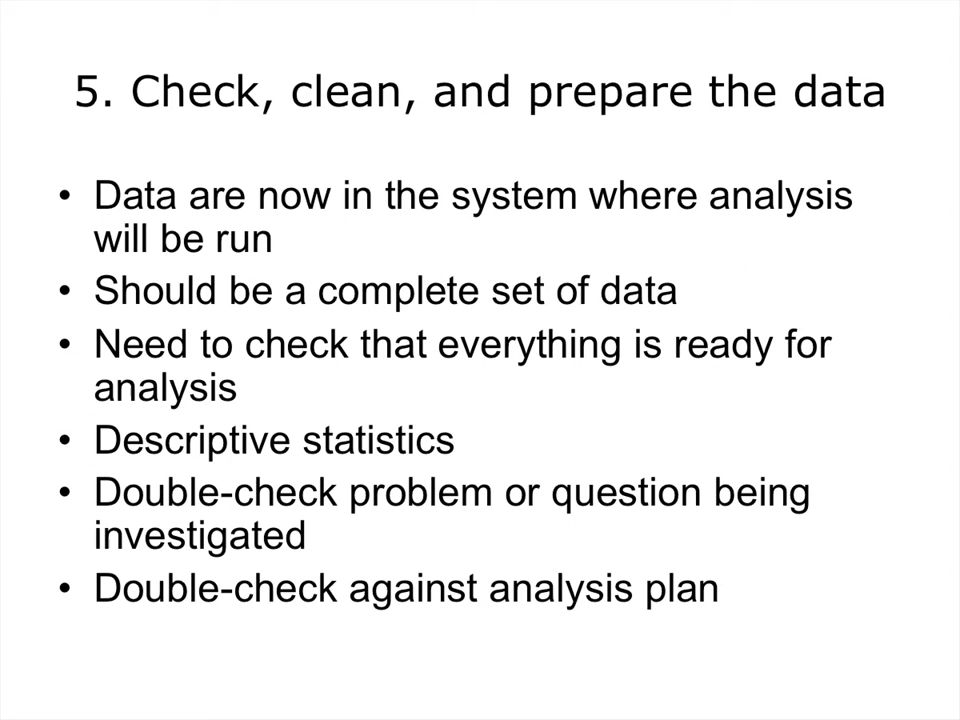 5. Check, clean, and prepare the data
• Data are now in the system where analysis
will be run
• Should be a complete set of data
• Need to check that everything is ready for
analysis
• Descriptive statistics
• Double-check problem or question being
investigated
• Double-check against analysis plan